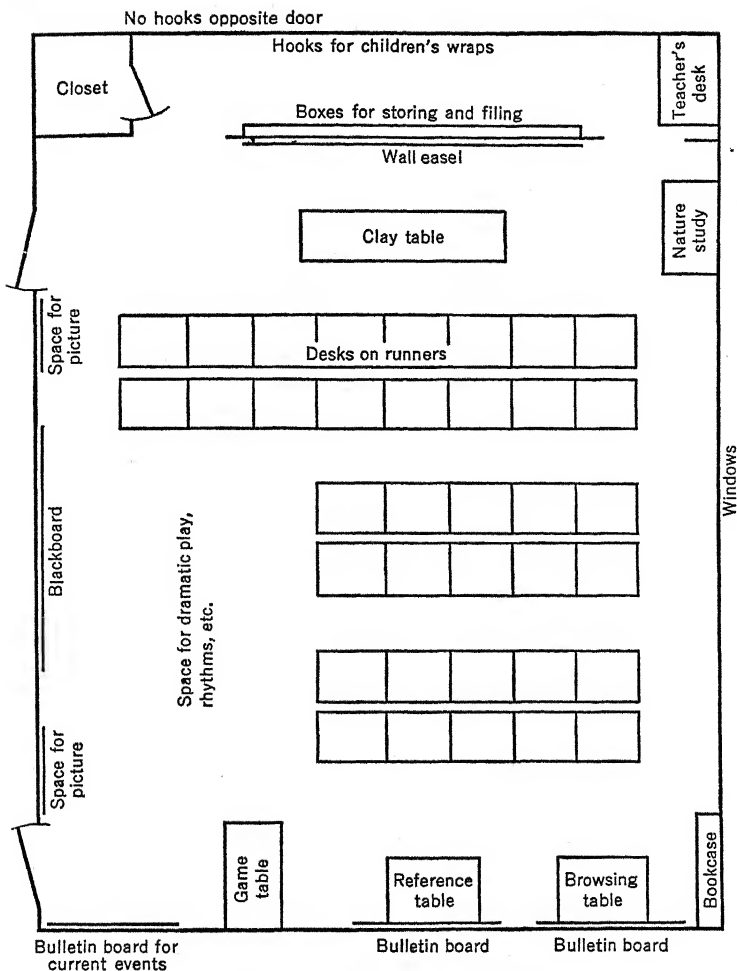 No hooks opposite door
Hooks for children's wraps
Closet
Teacher's
desk
Boxes for storing and filing
Wall easel
Clay table
Nature
study
Space for
picture
Desks on runners
Windows
Blackboard
Space for dramatic play,
rhythms, etc.
Space for
picture
Game
table
Reference
table
Browsing
table
Bookcase
Bulletin board for
current events
Bulletin board
Bulletin board